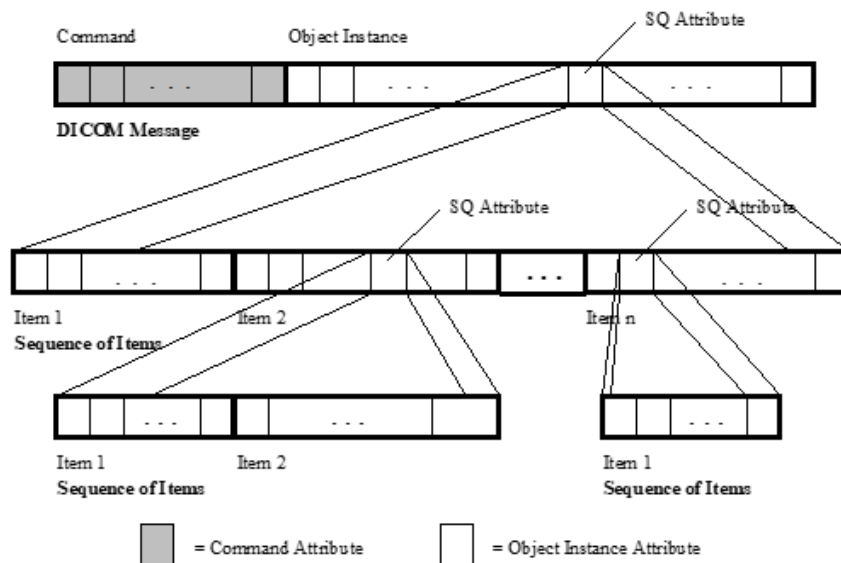 SQ Attribute
Command
Object Instance
. . .
. . .
. . .
DICOM Message
SQ Attribute
SQ Attribute
. . .
. . .
. . .
. . .
Item 1
Item 2
Item n
Sequence of Items
. . .
. . .
. . .
Item 1
Item 2
Item 1
Sequence of Items
Sequence of Items
= Command Attribute
= Object Instance Attribute